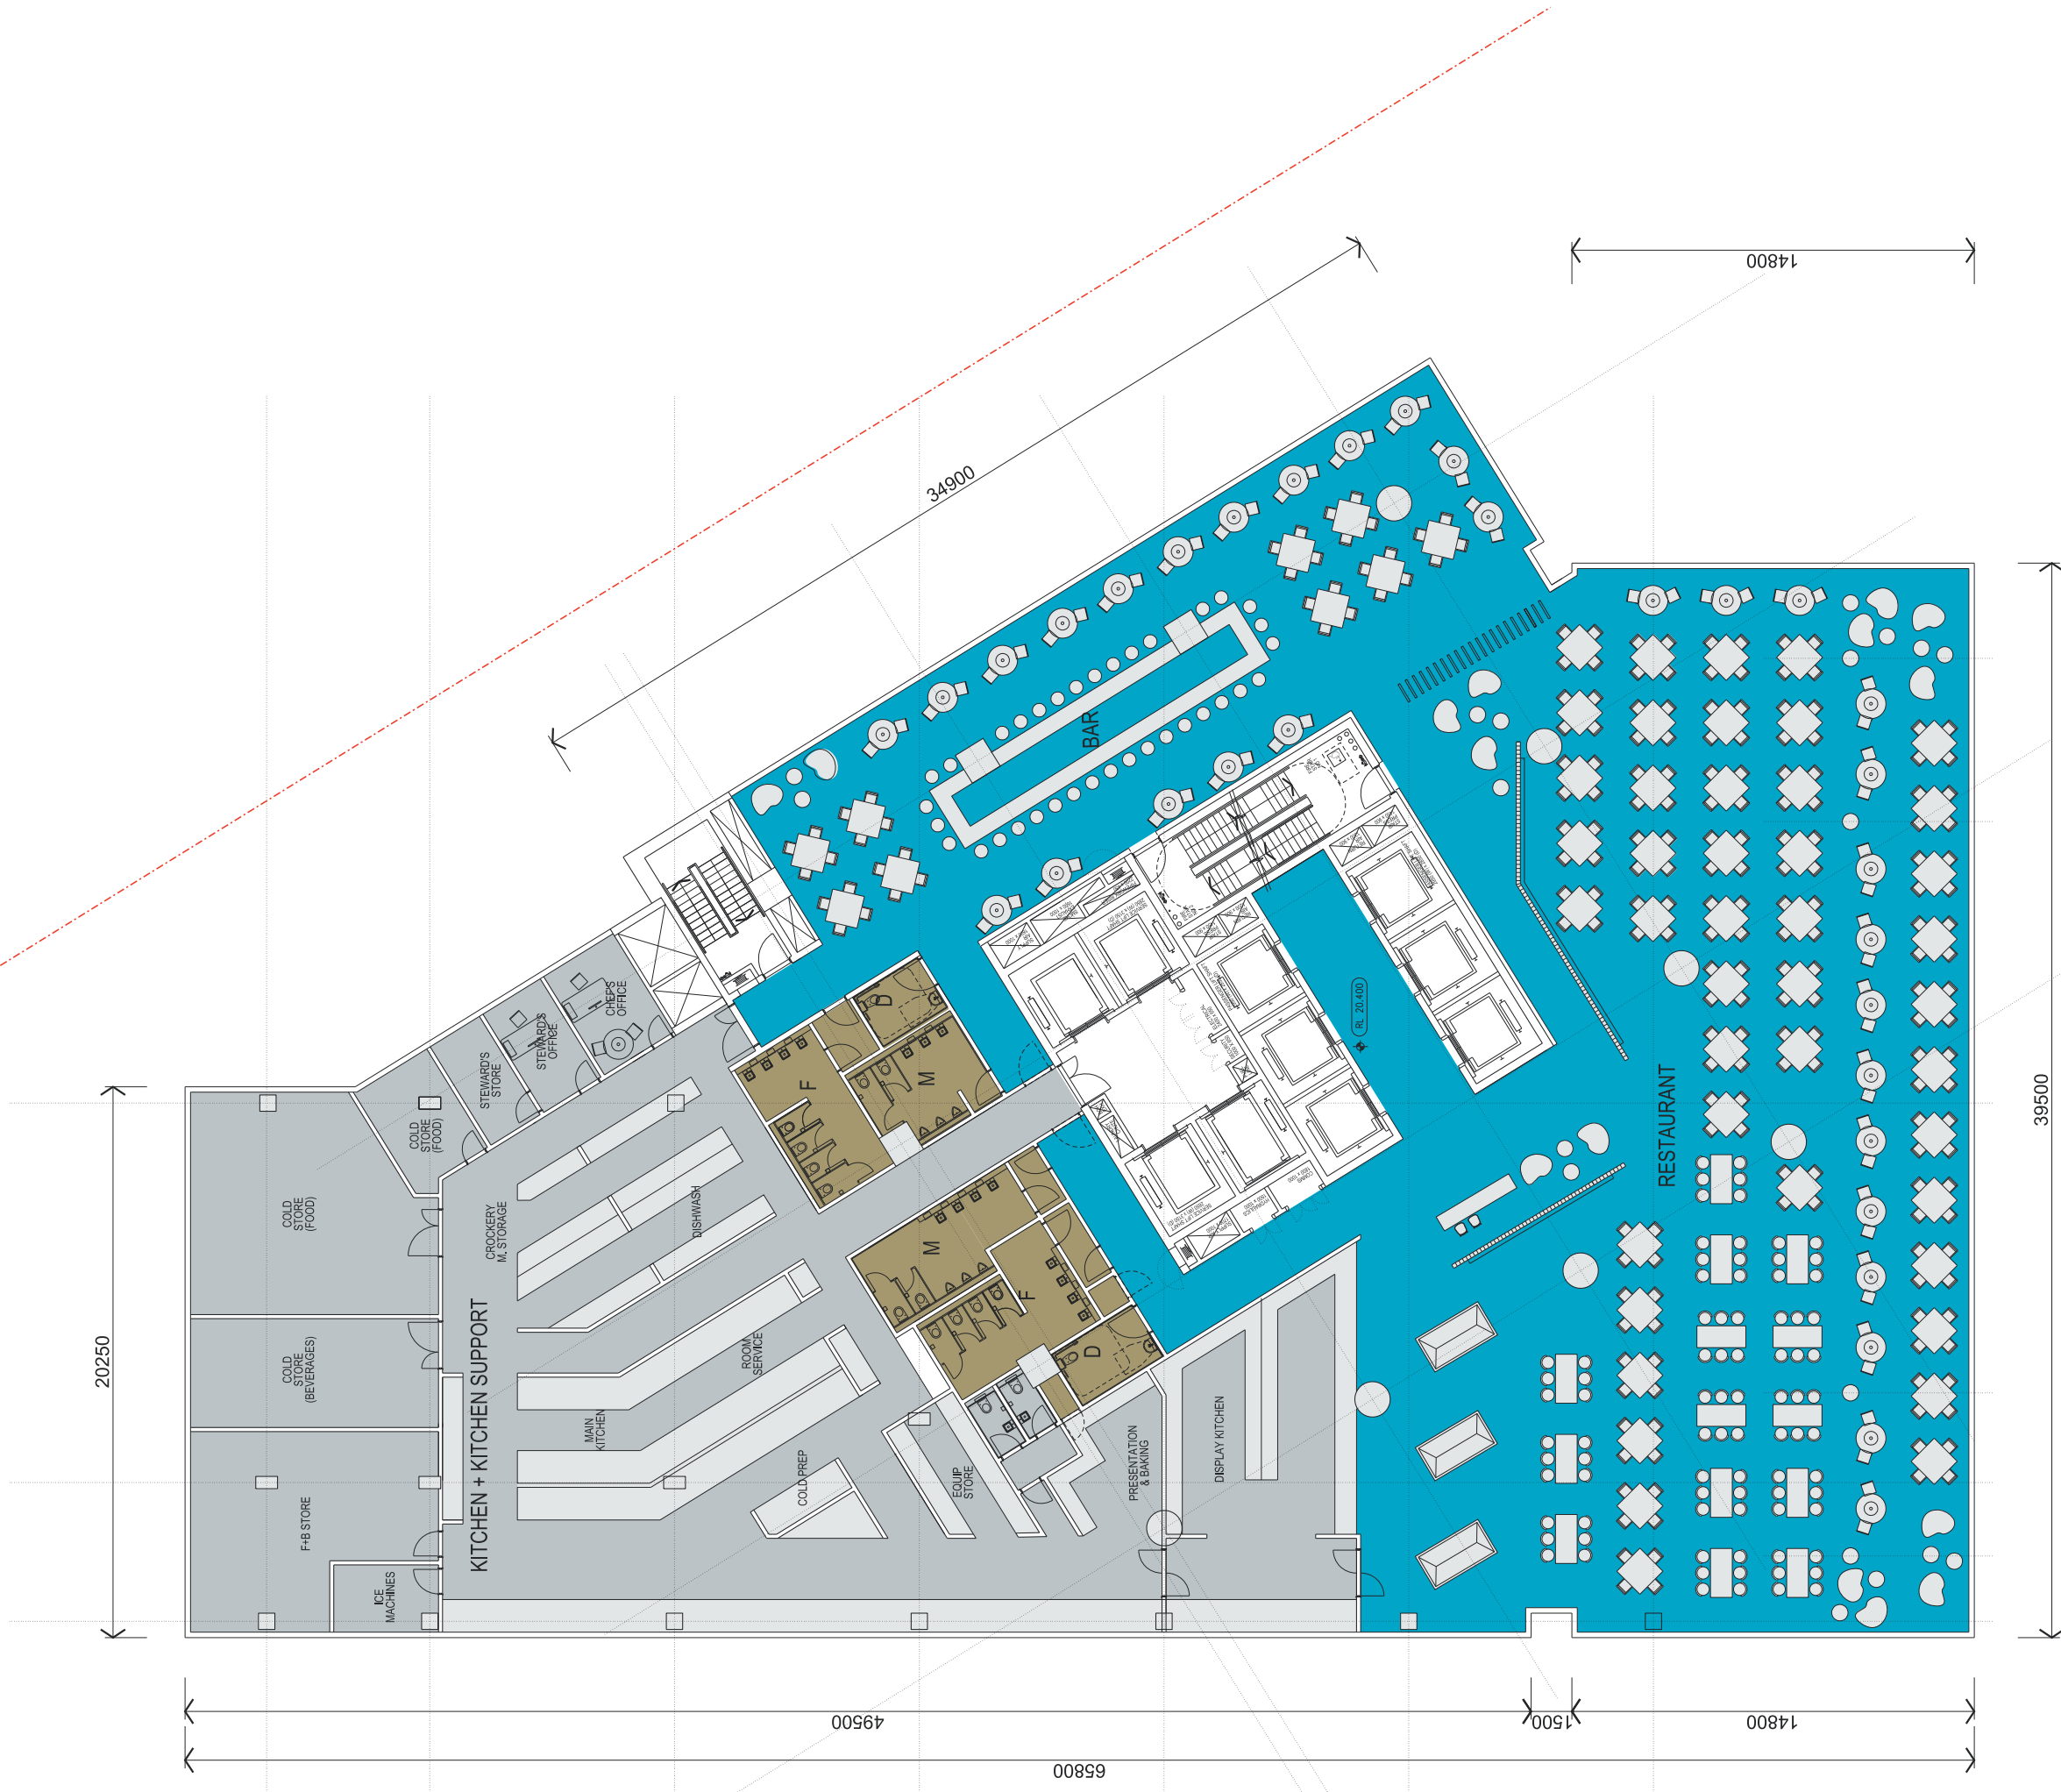 14800
34900
BAR
RL 20.400
CHEF'S
OFFICE
STEWARD'S
OFFICE
STEWARD'S
STORE
COLD
STORE
(FOOD)
COLD
STORE
(FOOD)
CROCKERY
M. STORAGE
DISHWASH
F
M
D
M
F
D
39500
20250
RESTAURANT
KITCHEN + KITCHEN SUPPORT
COLD
STORE
(BEVERAGES)
ROOM
SERVICE
MAIN
KITCHEN
COLD PREP
EQUIP
STORE
PRESENTATION
& BAKING
DISPLAY KITCHEN
F+B STORE
ICE
MACHINES
49500
1500
14800
65800